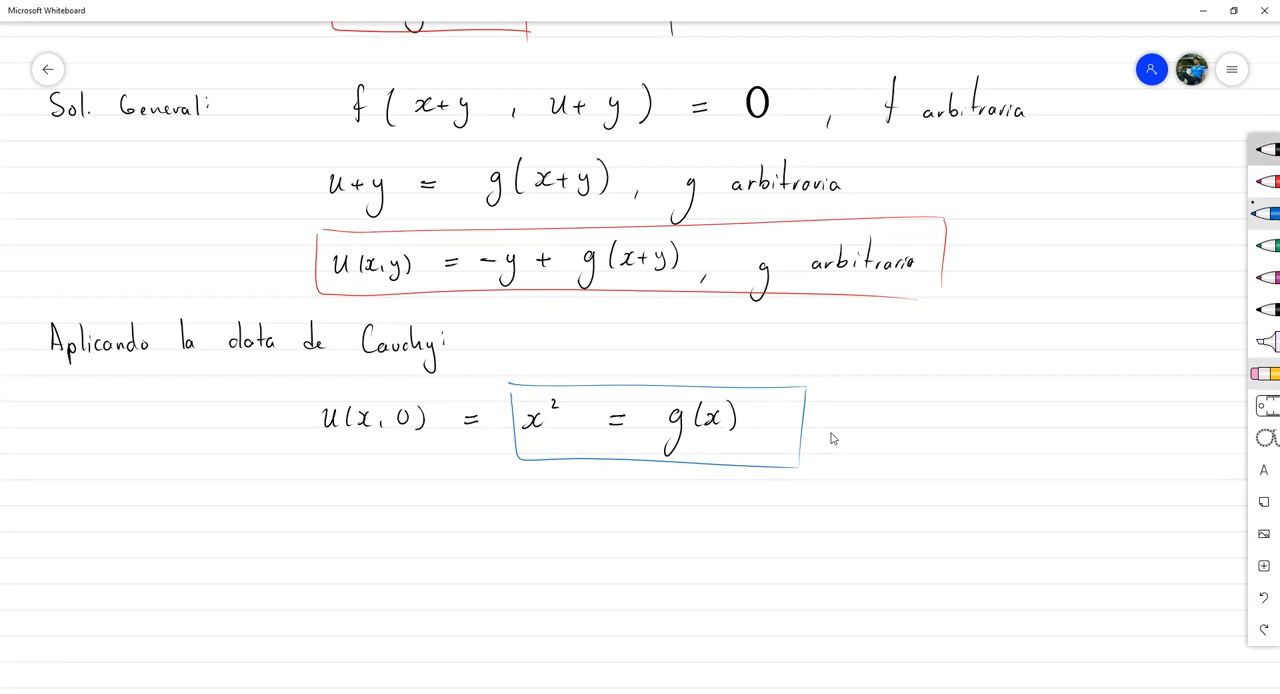 Microsoft Whiteboard
Sol. General: f ( x+y , u+ y ) = 0 , f arbitraria
u+y = g(x+y) , g arbitraria
u(x,y) = -y + g(x+y) , g arbitraria
Aplicando la data de Cauchy:
u(x, 0) = x² = g(x)
A